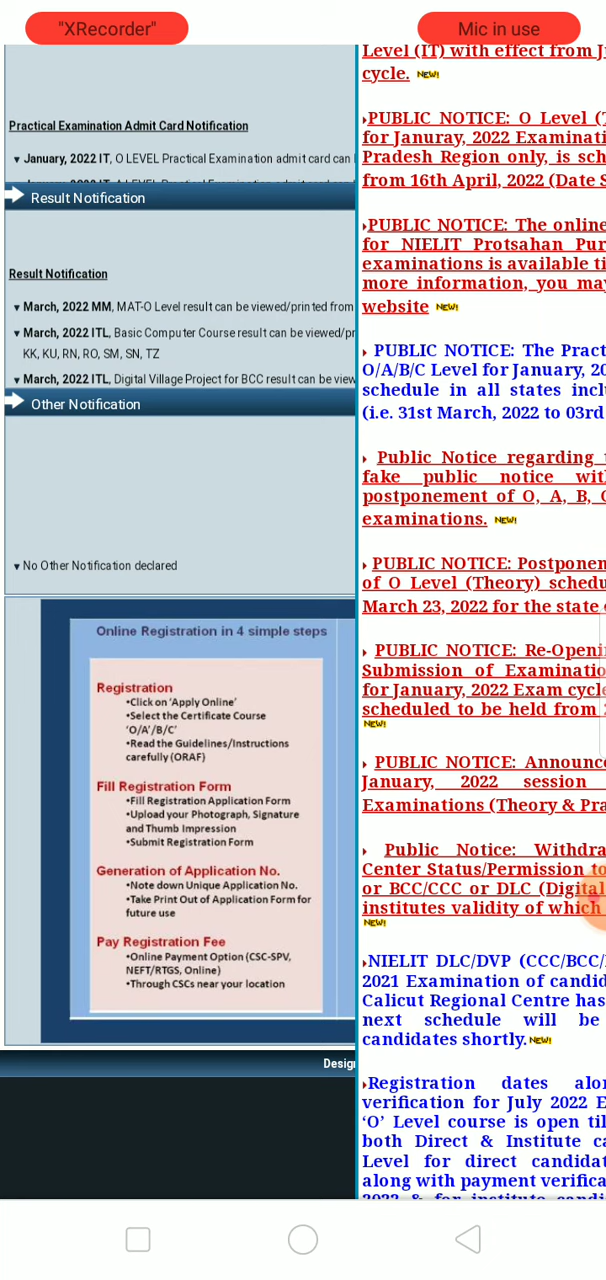 "XRecorder"
Mic in use
Practical Examination Admit Card Notification
January, 2022 IT, O LEVEL Practical Examination admit card can
Result Notification
Result Notification
March, 2022 MM, MAT-O Level result can be viewed/printed from
March, 2022 ITL, Basic Computer Course result can be viewed/pr
KK, KU, RN, RO, SM, SN, TZ
March, 2022 ITL, Digital Village Project for BCC result can be view
Other Notification
No Other Notification declared
Online Registration in 4 simple steps
Registration
•Click on 'Apply Online'
•Select the Certificate Course
'O/A'/B/C'
•Read the Guidelines/Instructions
carefully (ORAF)
Fill Registration Form
•Fill Registration Application Form
•Upload your Photograph, Signature
and Thumb Impression
•Submit Registration Form
Generation of Application No.
•Note down Unique Application No.
•Take Print Out of Application Form for
future use
Pay Registration Fee
•Online Payment Option (CSC-SPV,
NEFT/RTGS, Online)
•Through CSCs near your location
Desig
Level (IT) with effect from J
cycle. NEW!
PUBLIC NOTICE: O Level (T
for Januray, 2022 Examinati
Pradesh Region only, is sch
from 16th April, 2022 (Date S
PUBLIC NOTICE: The online
for NIELIT Protsahan Pur
examinations is available ti
more information, you may
website NEW!
PUBLIC NOTICE: The Pract
O/A/B/C Level for January, 20
schedule in all states incl
(i.e. 31st March, 2022 to 03rd
Public Notice regarding t
fake public notice wit
postponement of O, A, B, C
examinations. NEW!
PUBLIC NOTICE: Postponem
of O Level (Theory) schedu
March 23, 2022 for the state
PUBLIC NOTICE: Re-Openi
Submission of Examinatio
for January, 2022 Exam cycle
scheduled to be held from
NEW!
PUBLIC NOTICE: Announc
January, 2022 session
Examinations (Theory & Pra
Public Notice: Withdra
Center Status/Permission to
or BCC/CCC or DLC (Digital
institutes validity of which
NEW!
NIELIT DLC/DVP (CCC/BCC/
2021 Examination of candid
Calicut Regional Centre has
next schedule will be
candidates shortly. NEW!
Registration dates alon
verification for July 2022 E
'O' Level course is open til
both Direct & Institute ca
Level for direct candidat
along with payment verifica